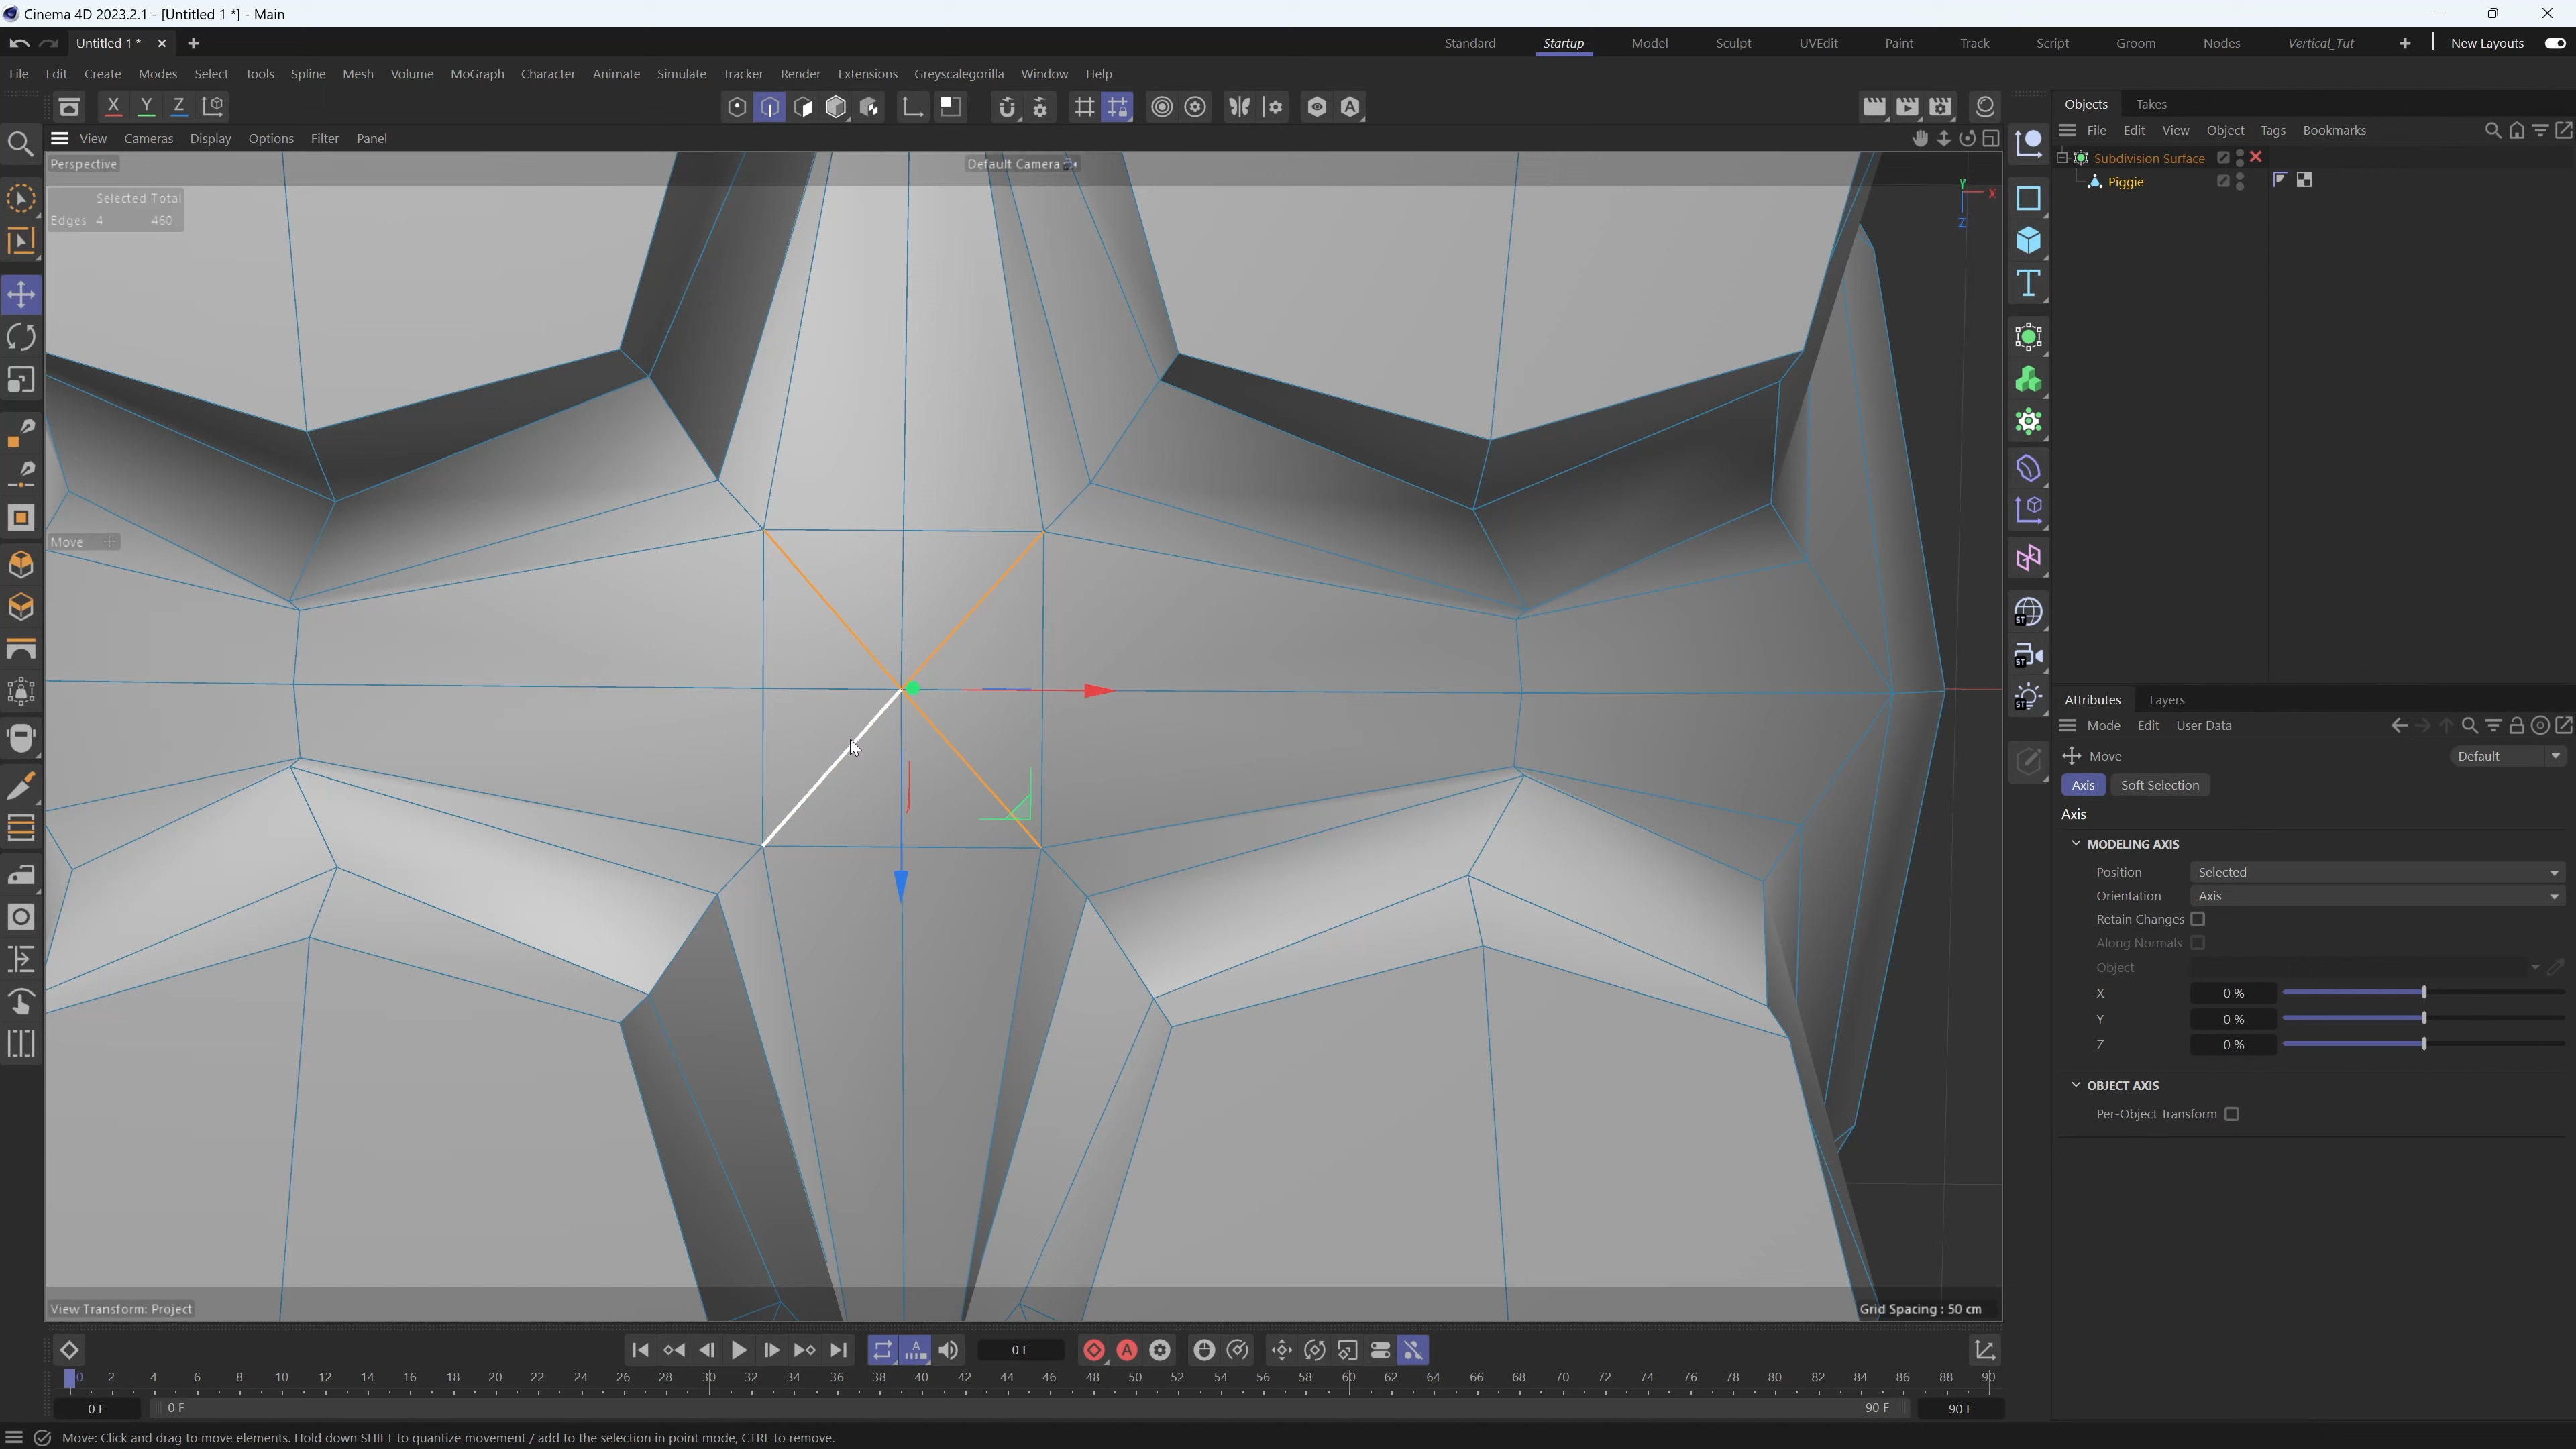 Cinema 4D 2023.2.1 - [Untitled 1 *] - Main
Untitled 1 *
Standard Startup Model Sculpt UVEdit Paint Track Script Groom Nodes Vertical_Tut New Layouts
File Edit Create Modes Select Tools Spline Mesh Volume MoGraph Character Animate Simulate Tracker Render Extensions Greyscalegorilla Window Help
X Y Z
Objects Takes
View Cameras Display Options Filter Panel
File Edit View Object Tags Bookmarks
Perspective
Default Camera
Subdivision Surface
Piggie
Selected Total
Edges 4 460
Y
X
Z
Move
ST
ST
ST
Attributes Layers
Mode Edit User Data
Move
Default
Axis Soft Selection
Axis
MODELING AXIS
Position Selected
Orientation Axis
Retain Changes
Along Normals
Object
X 0 %
Y 0 %
Z 0 %
OBJECT AXIS
Per-Object Transform
View Transform: Project
Grid Spacing : 50 cm
0 F
0 2 4 6 8 10 12 14 16 18 20 22 24 26 28 30 32 34 36 38 40 42 44 46 48 50 52 54 56 58 60 62 64 66 68 70 72 74 76 78 80 82 84 86 88 90
0 F 0 F 90 F 90 F
Move: Click and drag to move elements. Hold down SHIFT to quantize movement / add to the selection in point mode, CTRL to remove.